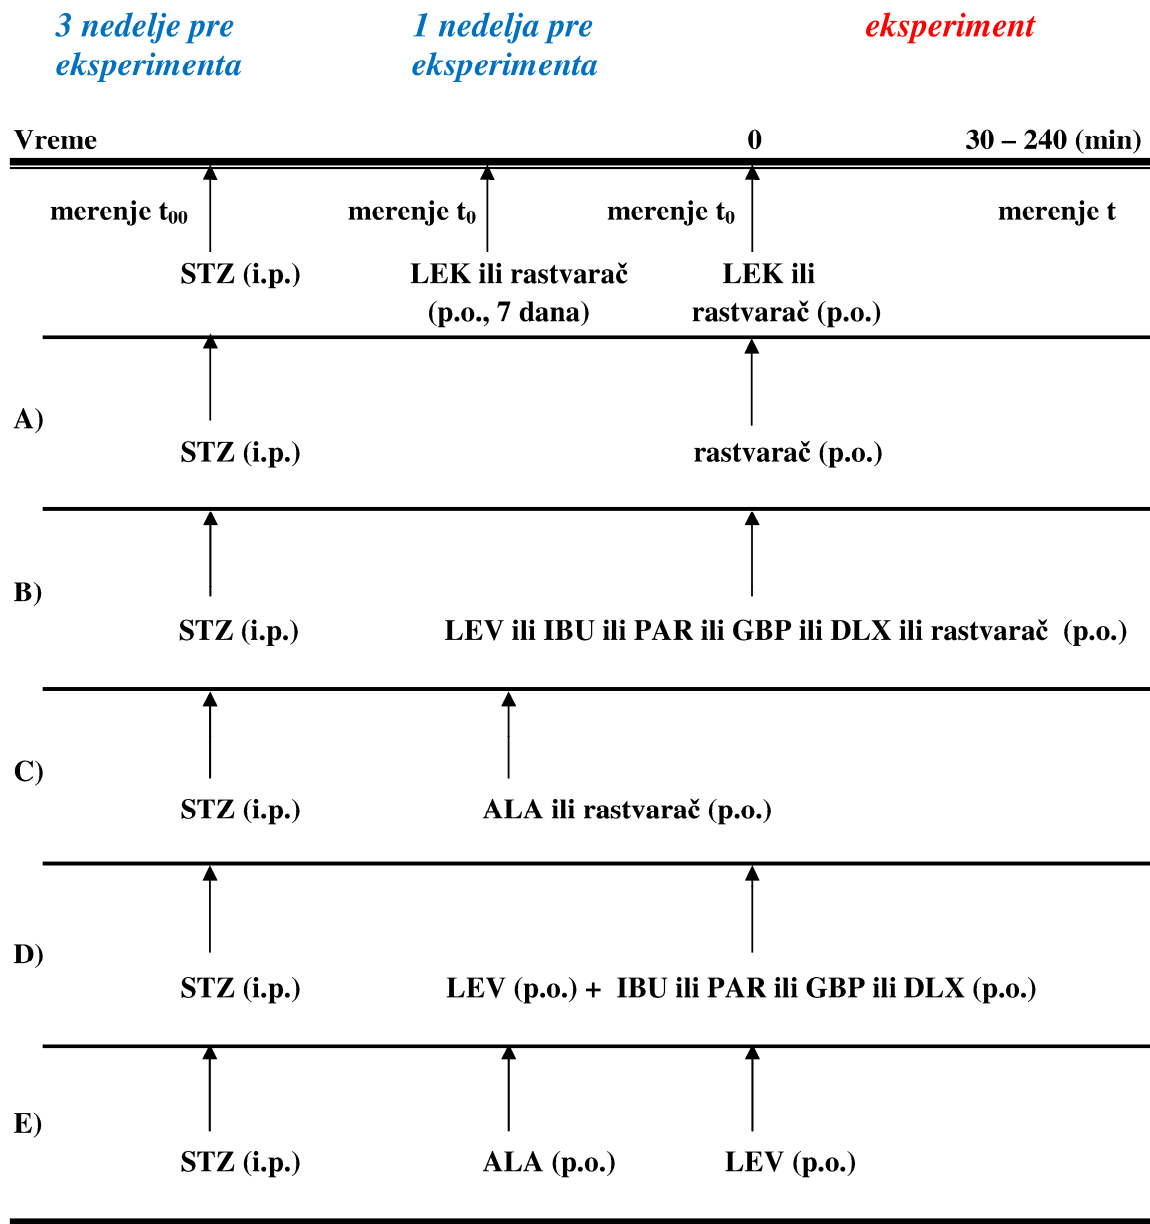 3 nedelje pre 1 nedelja pre eksperiment
eksperimenta eksperimenta
Vreme 0 30 – 240 (min)
merenje t₀₀ merenje t₀ merenje t₀ merenje t
STZ (i.p.) LEK ili rastvarač LEK ili
(p.o., 7 dana) rastvarač (p.o.)
A)
STZ (i.p.) rastvarač (p.o.)
B)
STZ (i.p.) LEV ili IBU ili PAR ili GBP ili DLX ili rastvarač (p.o.)
C)
STZ (i.p.) ALA ili rastvarač (p.o.)
D)
STZ (i.p.) LEV (p.o.) + IBU ili PAR ili GBP ili DLX (p.o.)
E)
STZ (i.p.) ALA (p.o.) LEV (p.o.)